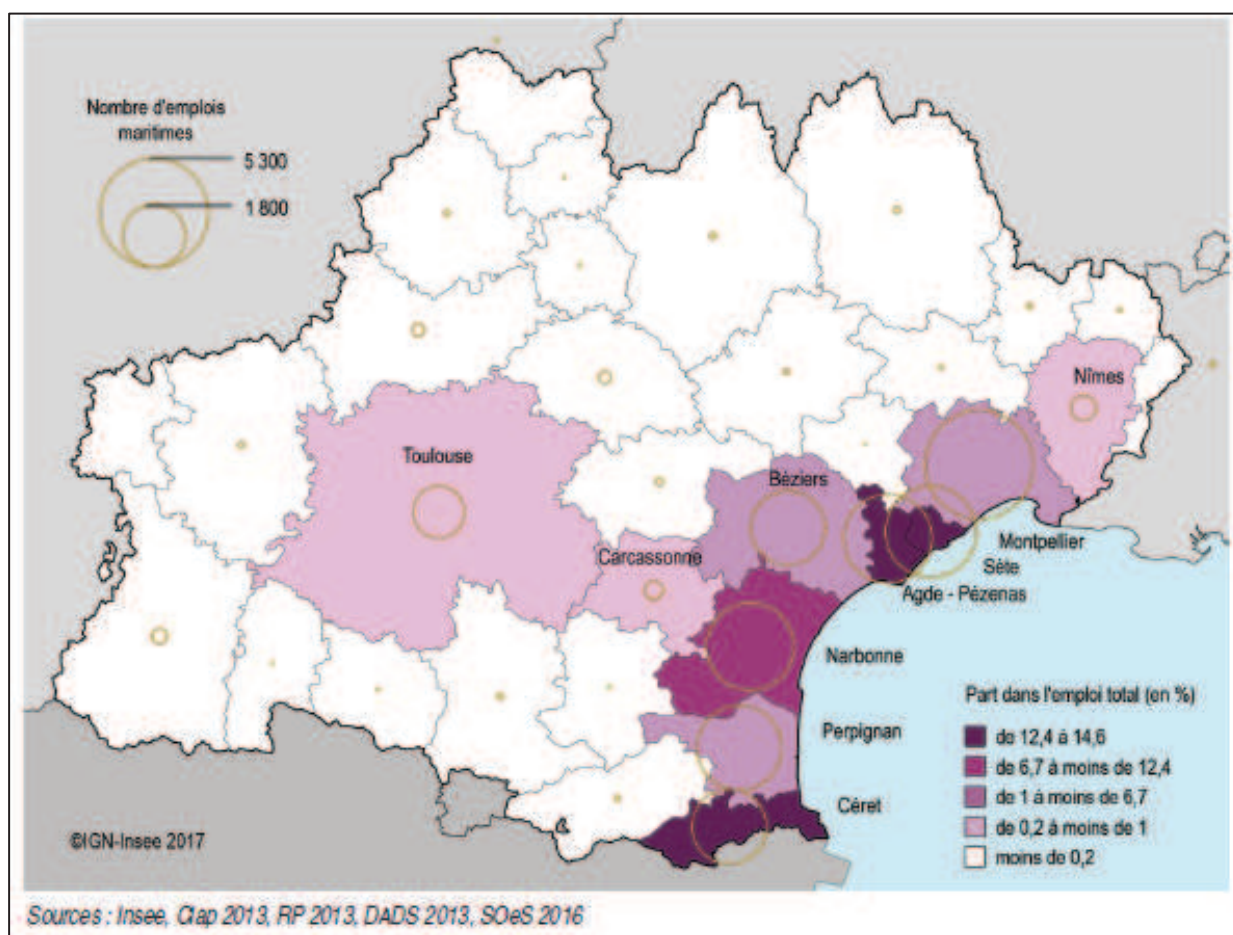 Nombre d'emplois
maritimes
5 300
1 800
Nîmes
Toulouse
Béziers
Carcassonne
Montpellier
Sète
Agde - Pézenas
Narbonne
Perpignan
Céret
Part dans l'emploi total (en %)
de 12,4 à 14,6
de 6,7 à moins de 12,4
de 1 à moins de 6,7
de 0,2 à moins de 1
moins de 0,2
©IGN-Insee 2017
Sources : Insee, Clap 2013, RP 2013, DADS 2013, SOeS 2016